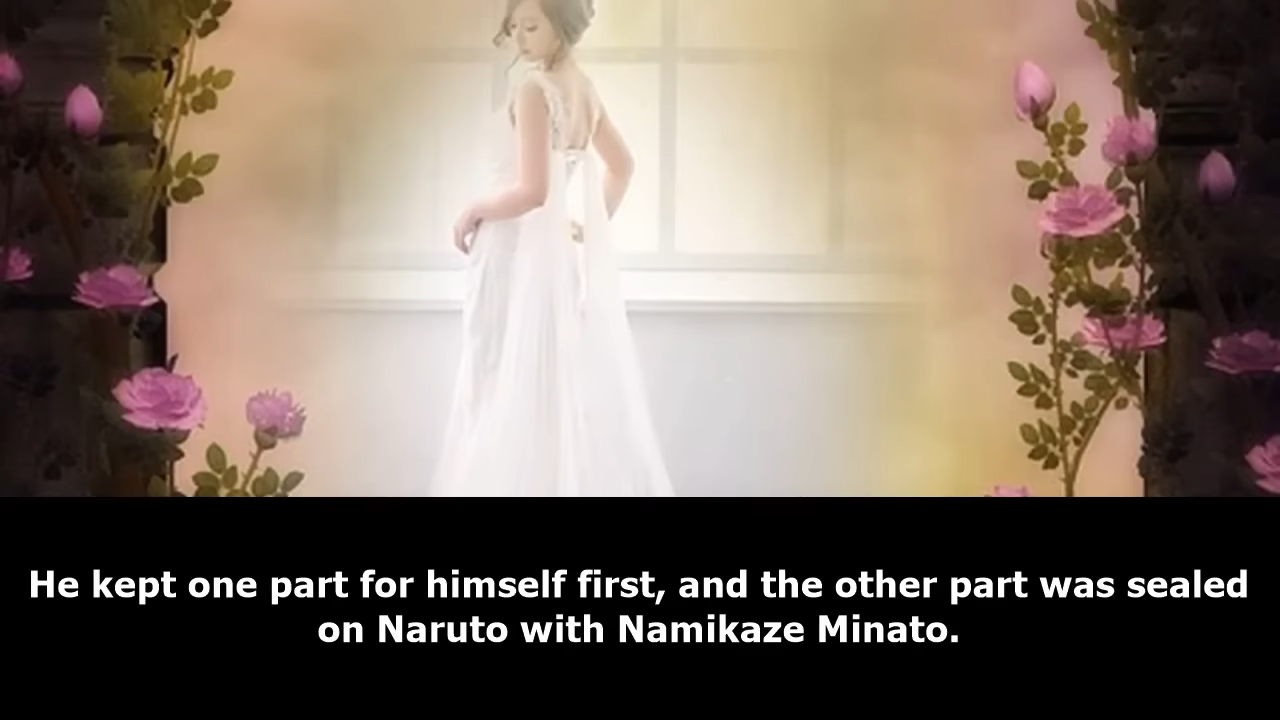 He kept one part for himself first, and the other part was sealed
on Naruto with Namikaze Minato.